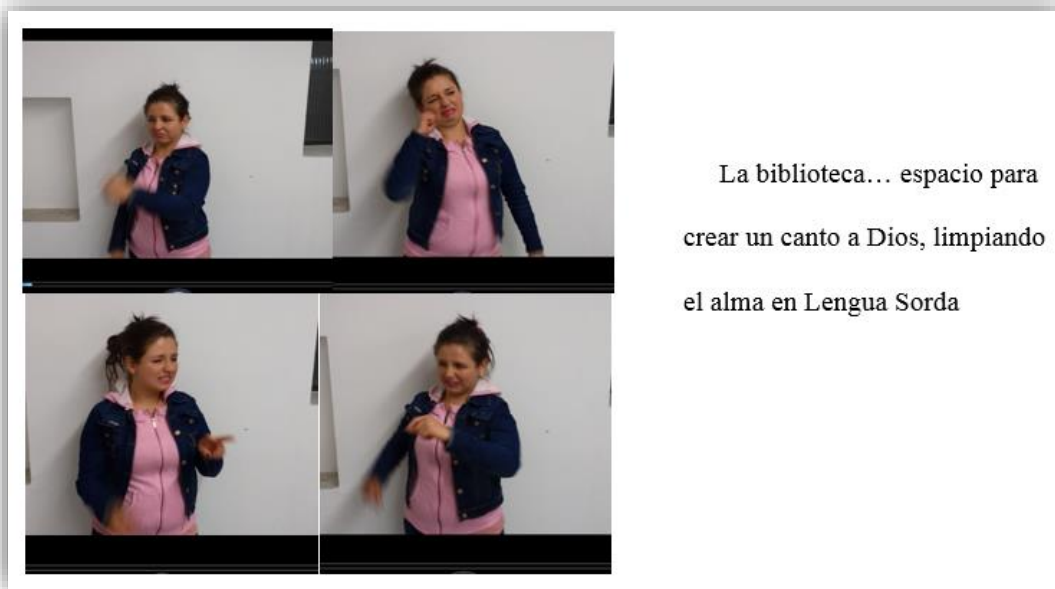 La biblioteca… espacio para
crear un canto a Dios, limpiando
el alma en Lengua Sorda